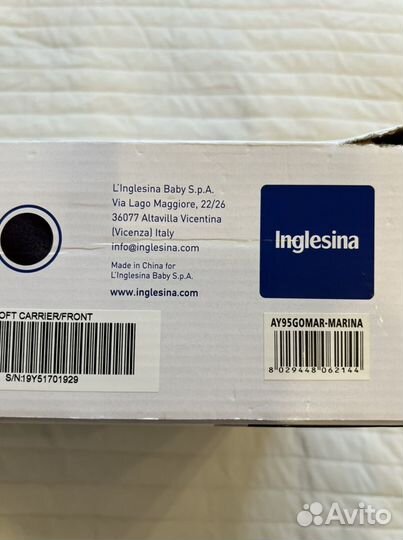 L'Inglesina Baby S.p.A.
Via Lago Maggiore, 22/26
36077 Altavilla Vicentina
(Vicenza) Italy
info@inglesina.com
Made in China for
L'Inglesina Baby S.p.A.
www.inglesina.com
Inglesina
OFT CARRIER/FRONT
S/N:19Y51701929
AY95GOMAR-MARINA
8 029448 062144
Avito